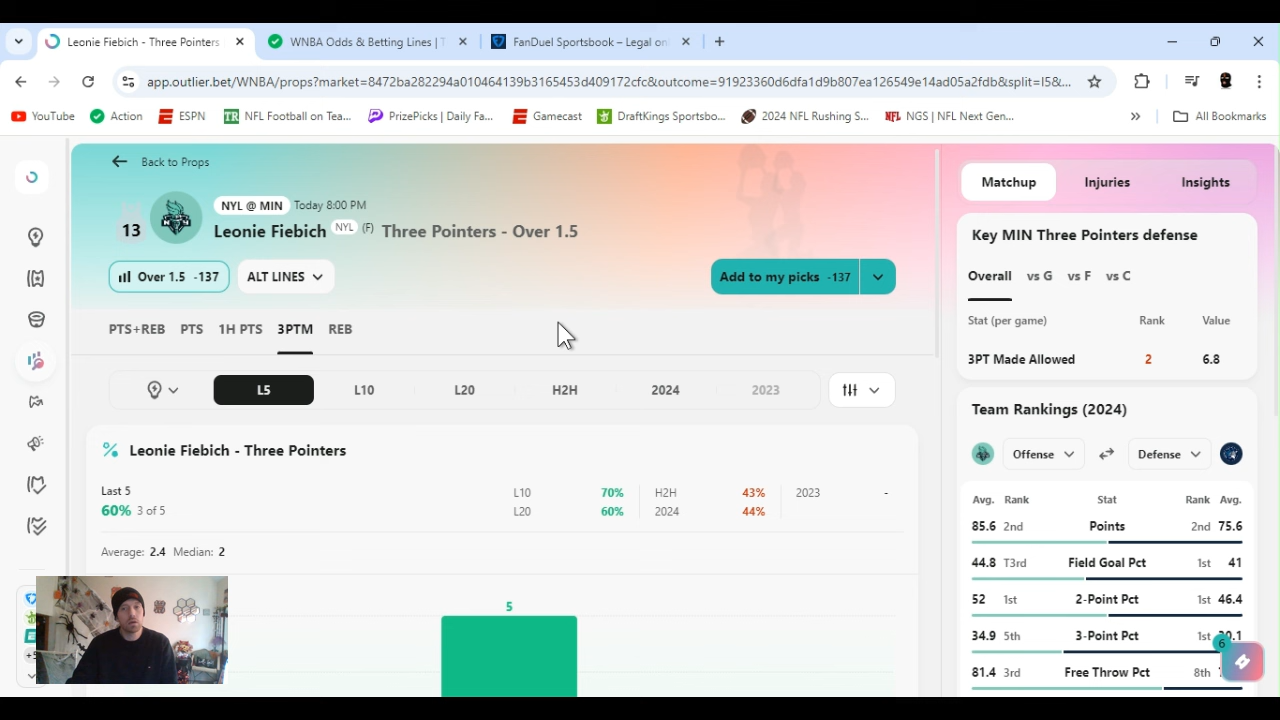 Leonie Fiebich - Three Pointers
WNBA Odds & Betting Lines | T
FanDuel Sportsbook – Legal on
app.outlier.bet/WNBA/props?market=8472ba282294a010464139b3165453d409172cfc&outcome=91923360d6dfa1d9b807ea126549e14ad05a2fdb&split=l5&...
YouTube Action ESPN NFL Football on Tea... PrizePicks | Daily Fa... Gamecast DraftKings Sportsbo... 2024 NFL Rushing S... NFL NGS | NFL Next Gen... » All Bookmarks
Back to Props
13
NYL @ MIN Today 8:00 PM
Leonie Fiebich NYL (F) Three Pointers - Over 1.5
Over 1.5 -137 ALT LINES
Add to my picks -137
PTS+REB PTS 1H PTS 3PTM REB
L5 L10 L20 H2H 2024 2023
Leonie Fiebich - Three Pointers
Last 5
60% 3 of 5
L10 70% H2H 43% 2023 -
L20 60% 2024 44%
Average: 2.4 Median: 2
5
Matchup Injuries Insights
Key MIN Three Pointers defense
Overall vs G vs F vs C
Stat (per game) Rank Value
3PT Made Allowed 2 6.8
Team Rankings (2024)
Offense Defense
Avg. Rank Stat Rank Avg.
85.6 2nd Points 2nd 75.6
44.8 T3rd Field Goal Pct 1st 41
52 1st 2-Point Pct 1st 46.4
34.9 5th 3-Point Pct 1st
81.4 3rd Free Throw Pct 8th
6